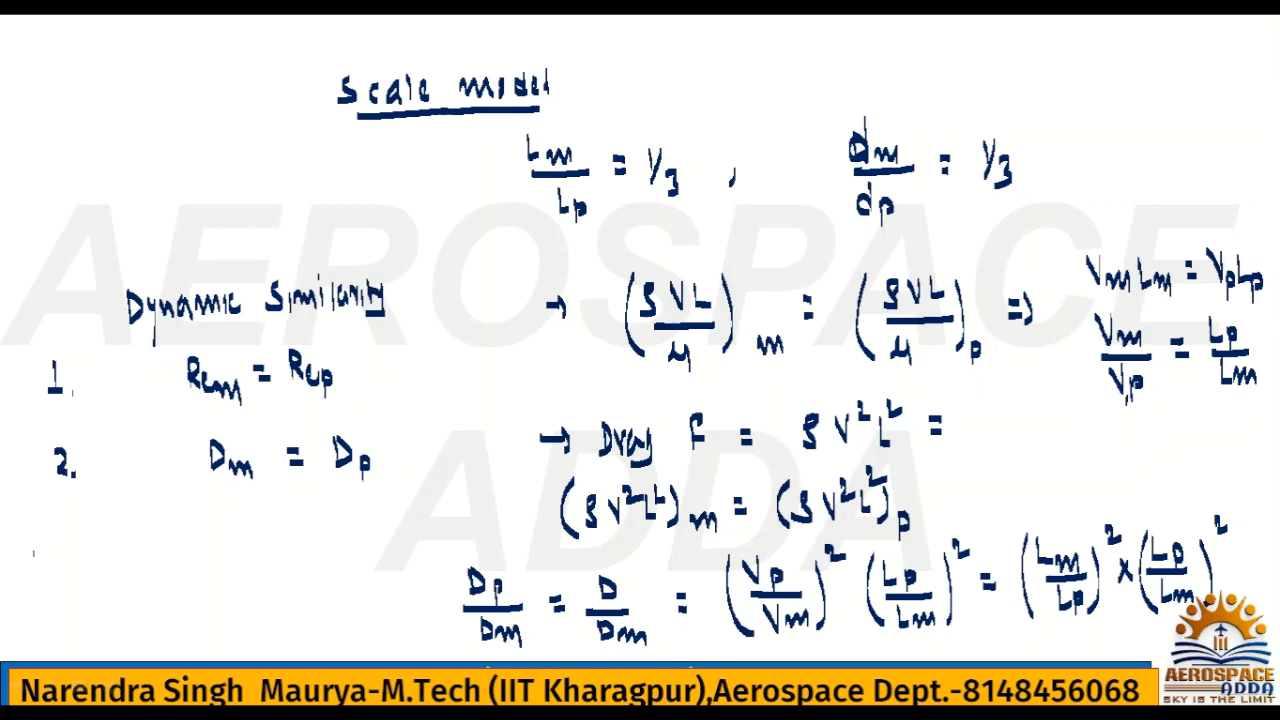 Scale model
Lm/Lp = 1/3 , dm/dp = 1/3
Dynamic Similarity → (ρVL/μ)m = (ρVL/μ)p ⇒ VmLm = VpLp
Vm/Vp = Lp/Lm
1. Rem = Rep
2. Dm = Dp → Drag F = ρV²L² =
(ρV²L²)m = (ρV²L²)p
Dp/Dm = D/Dm = (Vp/Vm)² (Lp/Lm)² = (Lm/Lp)² × (Lp/Lm)²
AEROSPACE
ADDA
Narendra Singh Maurya-M.Tech (IIT Kharagpur),Aerospace Dept.-8148456068
AEROSPACE
ADDA
SKY IS THE LIMIT